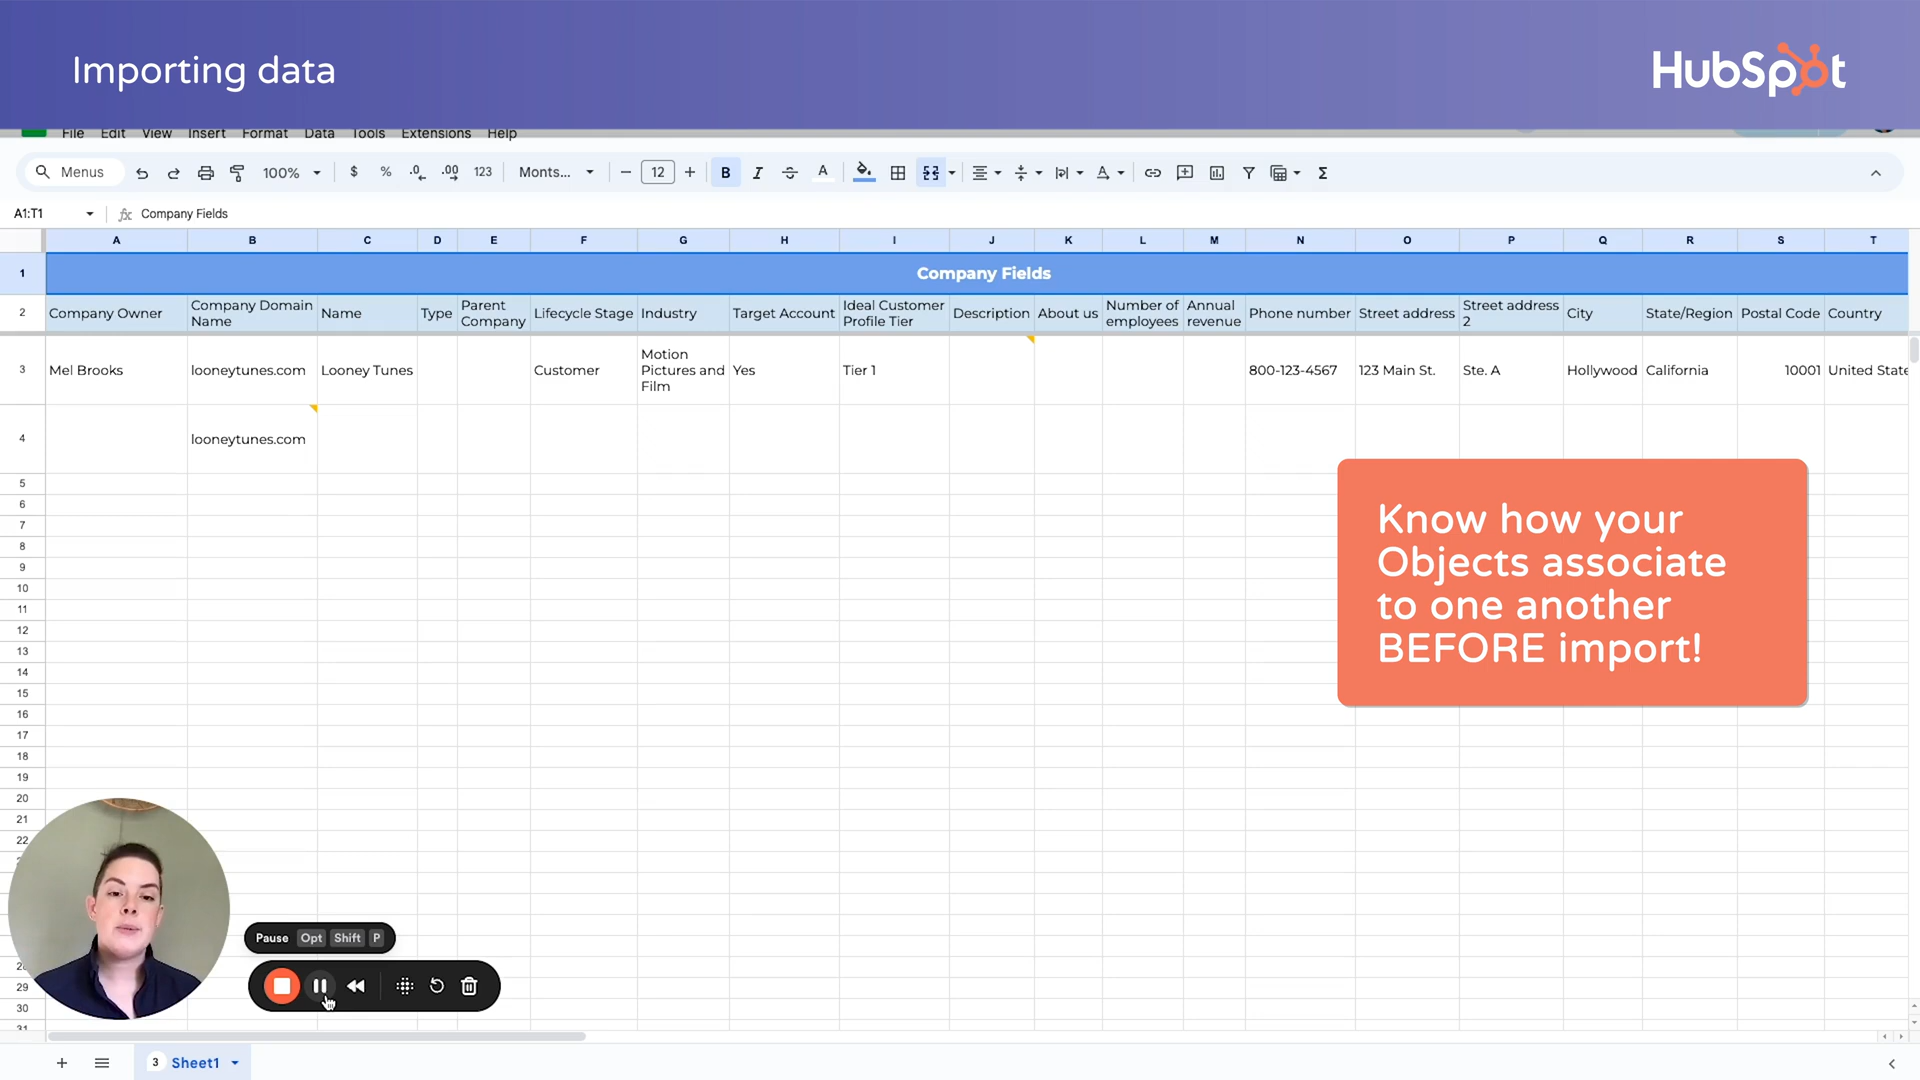 Importing data
HubSpot
File Edit View Insert Format Data Tools Extensions Help
Menus 100% $ % .0 .00 123 Monts... 12 B I A
A1:T1 fx Company Fields
A B C D E F G H I J K L M N O P Q R S T
1 Company Fields
2 Company Owner Company Domain Name Name Type Parent Company Lifecycle Stage Industry Target Account Ideal Customer Profile Tier Description About us Number of employees Annual revenue Phone number Street address Street address 2 City State/Region Postal Code Country
3 Mel Brooks looneytunes.com Looney Tunes Customer Motion Pictures and Film Yes Tier 1 800-123-4567 123 Main St. Ste. A Hollywood California 10001 United State
4 looneytunes.com
5
6
7
8
9
10
11
12
13
14
15
16
17
18
19
20
21
22
29
30
31
Know how your
Objects associate
to one another
BEFORE import!
Pause Opt Shift P
3 Sheet1